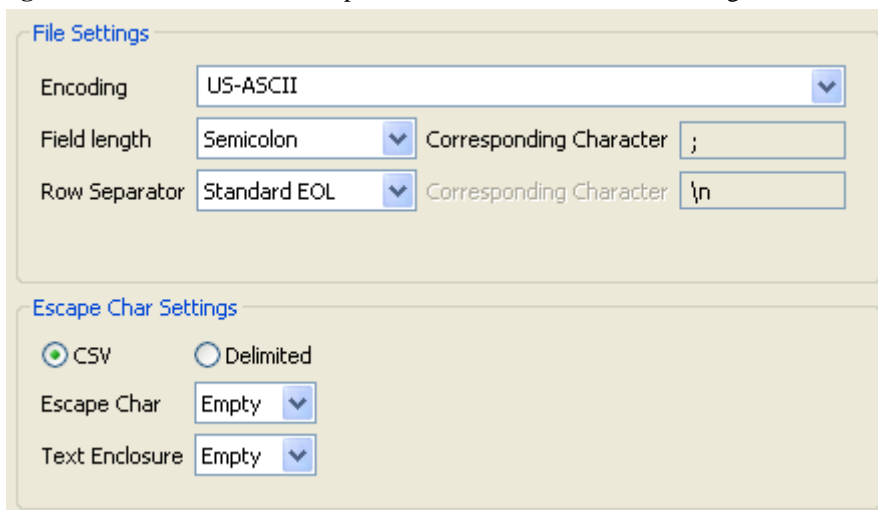 File Settings
Encoding US-ASCII
Field length Semicolon Corresponding Character ;
Row Separator Standard EOL Corresponding Character \n
Escape Char Settings
CSV Delimited
Escape Char Empty
Text Enclosure Empty